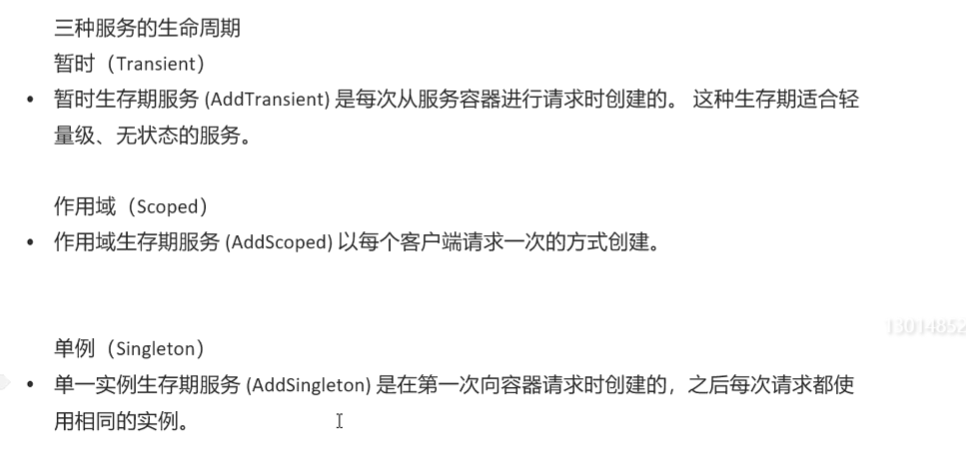 三种服务的生命周期
暂时（Transient）
• 暂时生存期服务 (AddTransient) 是每次从服务容器进行请求时创建的。 这种生存期适合轻
量级、无状态的服务。
作用域（Scoped）
• 作用域生存期服务 (AddScoped) 以每个客户端请求一次的方式创建。
13014852
单例（Singleton）
• 单一实例生存期服务 (AddSingleton) 是在第一次向容器请求时创建的，之后每次请求都使
用相同的实例。